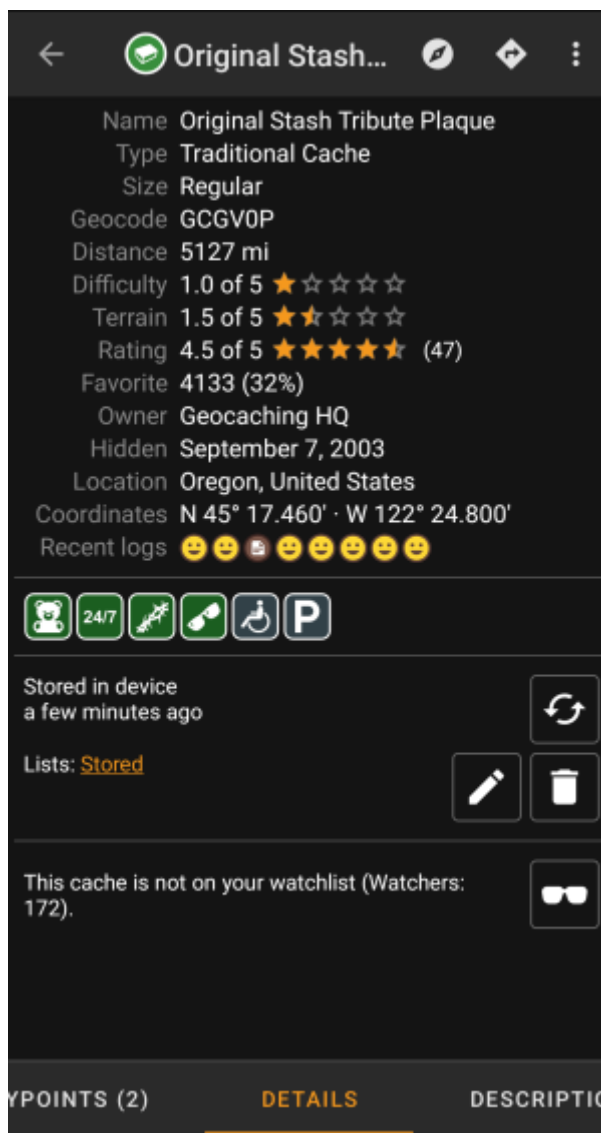 Original Stash...
Name Original Stash Tribute Plaque
Type Traditional Cache
Size Regular
Geocode GCGV0P
Distance 5127 mi
Difficulty 1.0 of 5
Terrain 1.5 of 5
Rating 4.5 of 5 (47)
Favorite 4133 (32%)
Owner Geocaching HQ
Hidden September 7, 2003
Location Oregon, United States
Coordinates N 45° 17.460' · W 122° 24.800'
Recent logs
24/7 P
Stored in device
a few minutes ago
Lists: Stored
This cache is not on your watchlist (Watchers:
172).
YPOINTS (2) DETAILS DESCRIPTIO